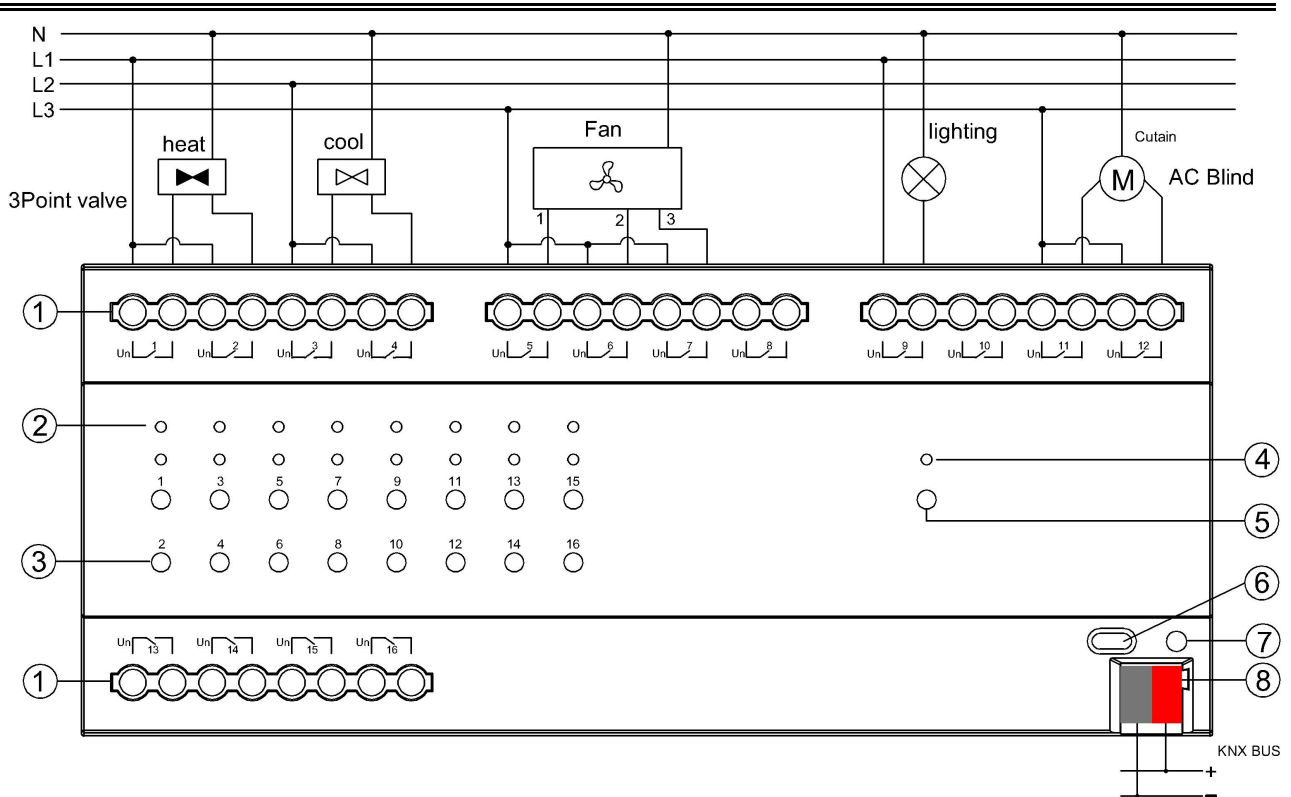 N
L1
L2
L3
heat
cool
Fan
lighting
Cutain
3Point valve
M
AC Blind
1 2 3
1
Un 1 Un 2 Un 3 Un 4 Un 5 Un 6 Un 7 Un 8 Un 9 Un 10 Un 11 Un 12
2
4
1 3 5 7 9 11 13 15
5
3
2 4 6 8 10 12 14 16
6
Un 13 Un 14 Un 15 Un 16
7
1
8
KNX BUS
+
-